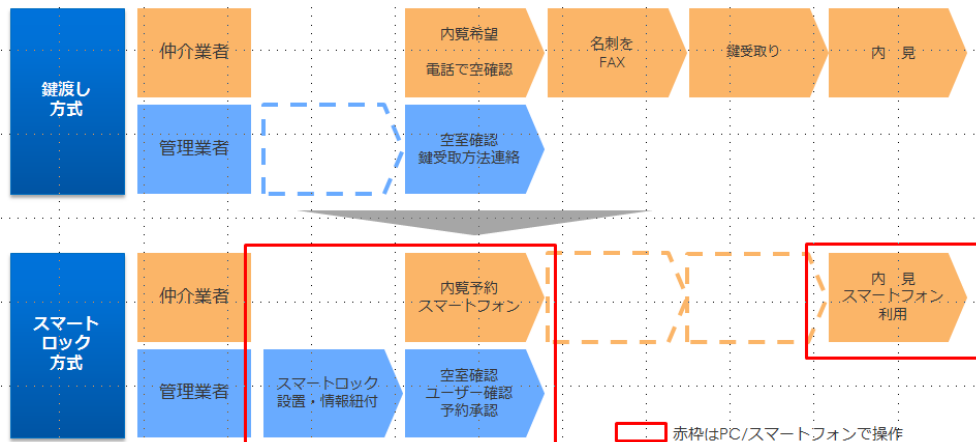 鍵渡し
方式
仲介業者
内覧希望
電話で空確認
名刺を
FAX
鍵受取り
内　見
管理業者
空室確認
鍵受取方法連絡
スマート
ロック
方式
仲介業者
内覧予約
スマートフォン
内　見
スマートフォン
利用
管理業者
スマートロック
設置・情報紐付
空室確認
ユーザー確認
予約承認
赤枠はPC/スマートフォンで操作